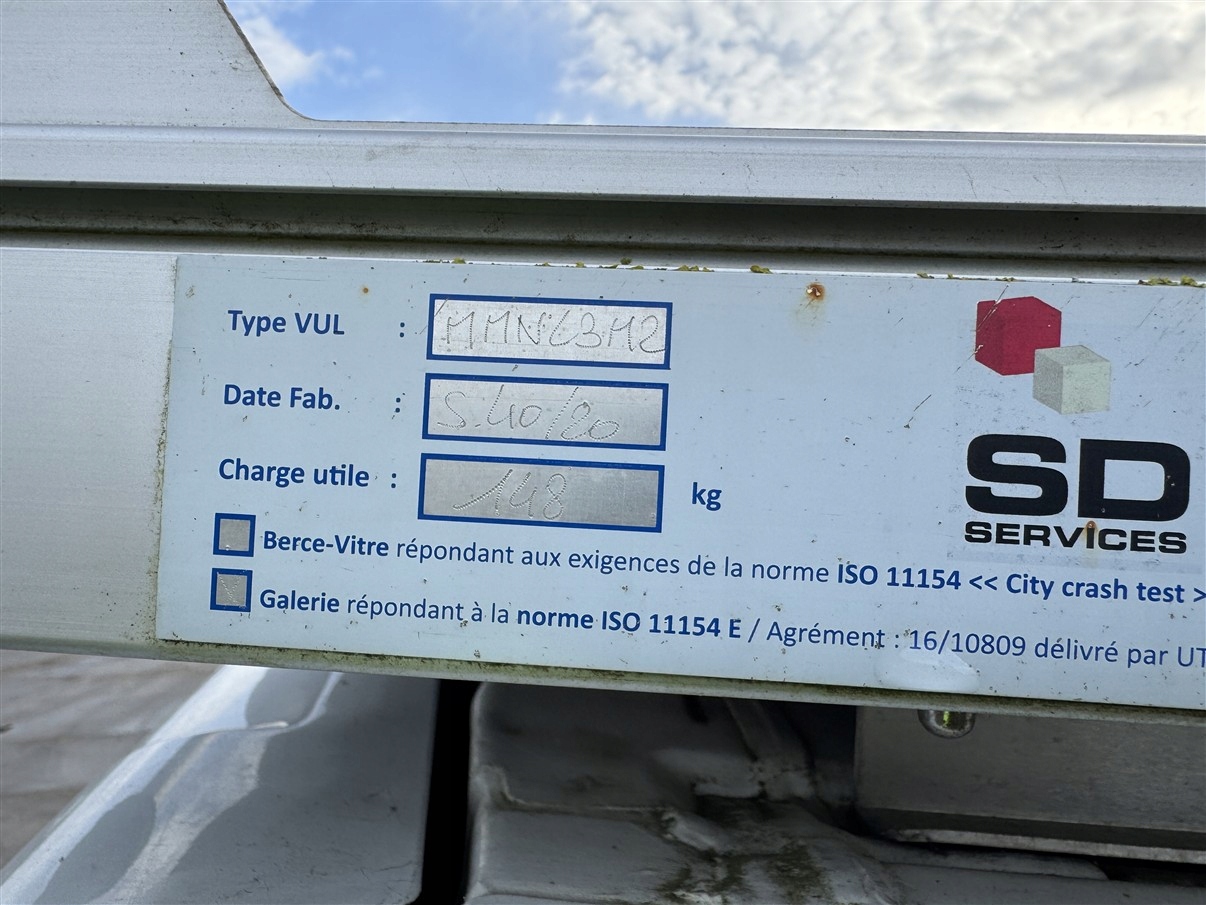 Type VUL : MMNL3H2
Date Fab. : S.40/20
Charge utile : 148 kg
SD
SERVICES
Berce-Vitre répondant aux exigences de la norme ISO 11154 << City crash test >
Galerie répondant à la norme ISO 11154 E / Agrément : 16/10809 délivré par UT